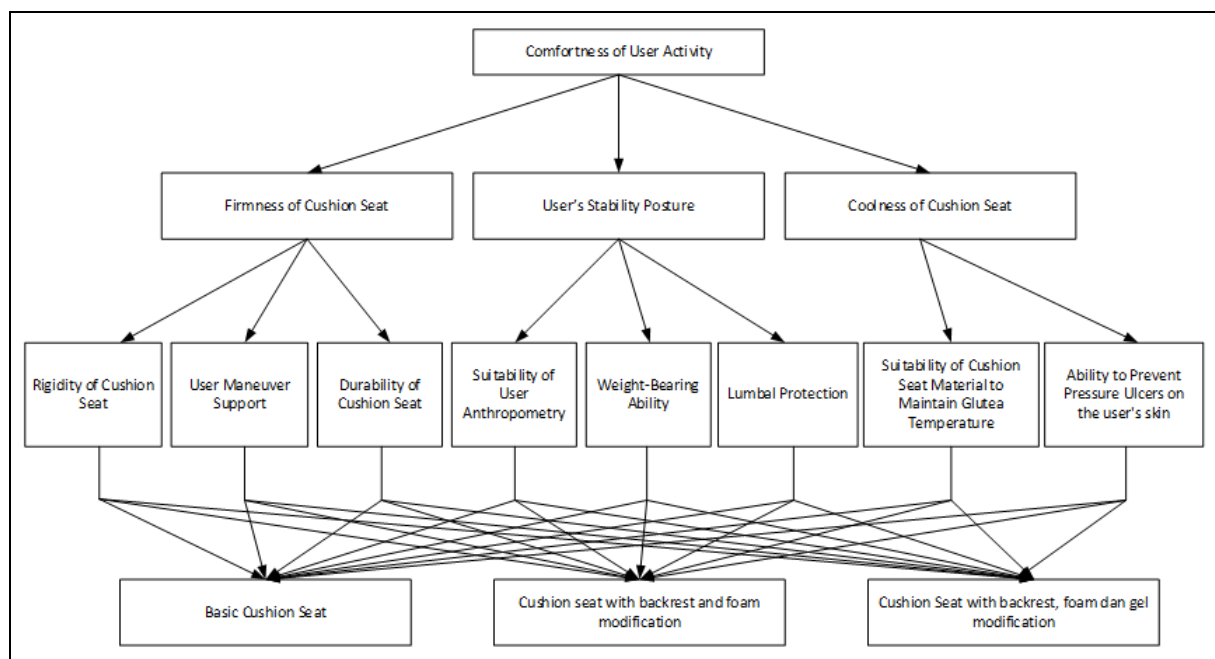 Comfortness of User Activity
Firmness of Cushion Seat
User's Stability Posture
Coolness of Cushion Seat
Rigidity of Cushion
Seat
User Maneuver
Support
Durability of
Cushion Seat
Suitability of
User
Anthropometry
Weight-Bearing
Ability
Lumbal Protection
Suitability of Cushion
Seat Material to
Maintain Glutea
Temperature
Ability to Prevent
Pressure Ulcers on
the user's skin
Basic Cushion Seat
Cushion seat with backrest and foam
modification
Cushion Seat with backrest, foam dan gel
modification